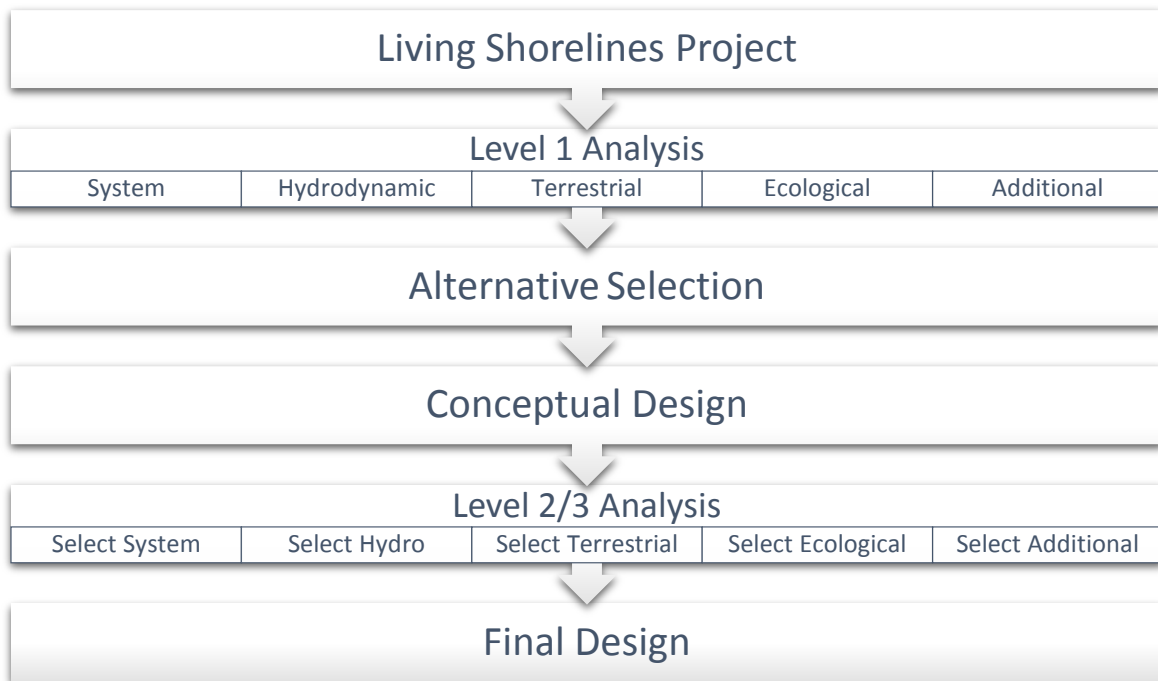 Living Shorelines Project
Level 1 Analysis
System Hydrodynamic Terrestrial Ecological Additional
Alternative Selection
Conceptual Design
Level 2/3 Analysis
Select System Select Hydro Select Terrestrial Select Ecological Select Additional
Final Design